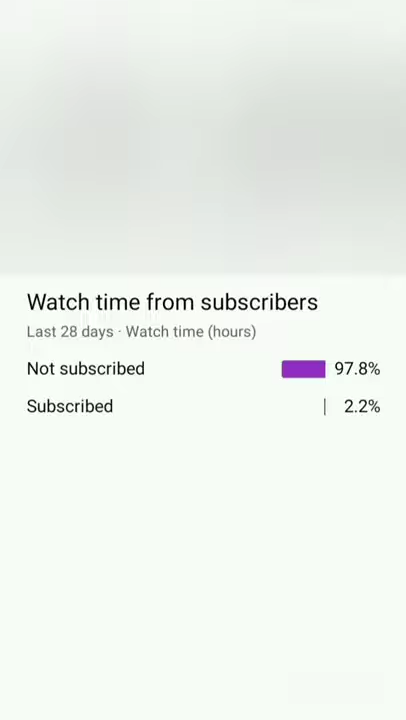 Watch time from subscribers
Last 28 days · Watch time (hours)
Not subscribed 97.8%
Subscribed 2.2%